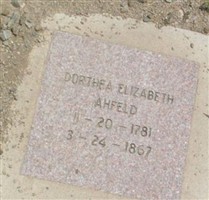 DORTHEA ELIZABETH
AHFELD
11 - 20 - 1781
3 - 24 - 1867